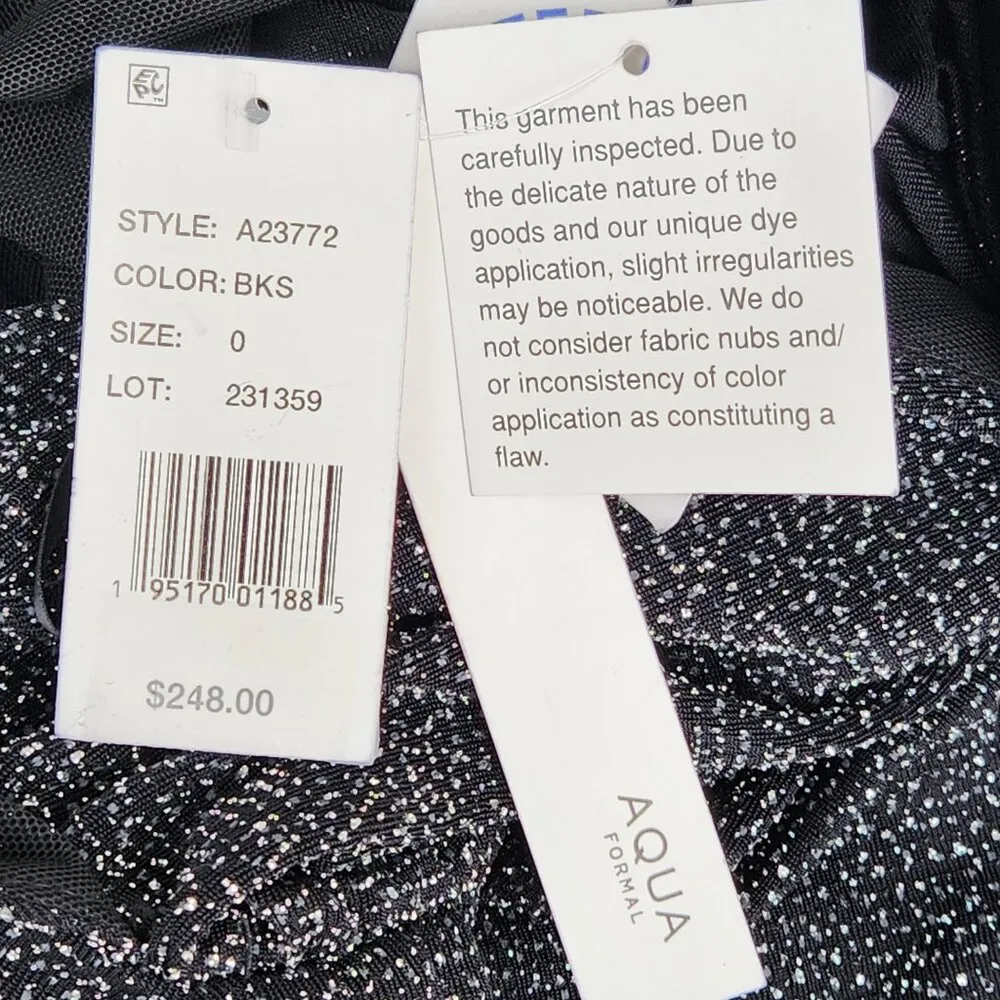 EPC™
STYLE: A23772
COLOR: BKS
SIZE: 0
LOT: 231359
1 95170 01188 5
$248.00
This garment has been
carefully inspected. Due to
the delicate nature of the
goods and our unique dye
application, slight irregularities
may be noticeable. We do
not consider fabric nubs and/
or inconsistency of color
application as constituting a
flaw.
AQUA
FORMAL